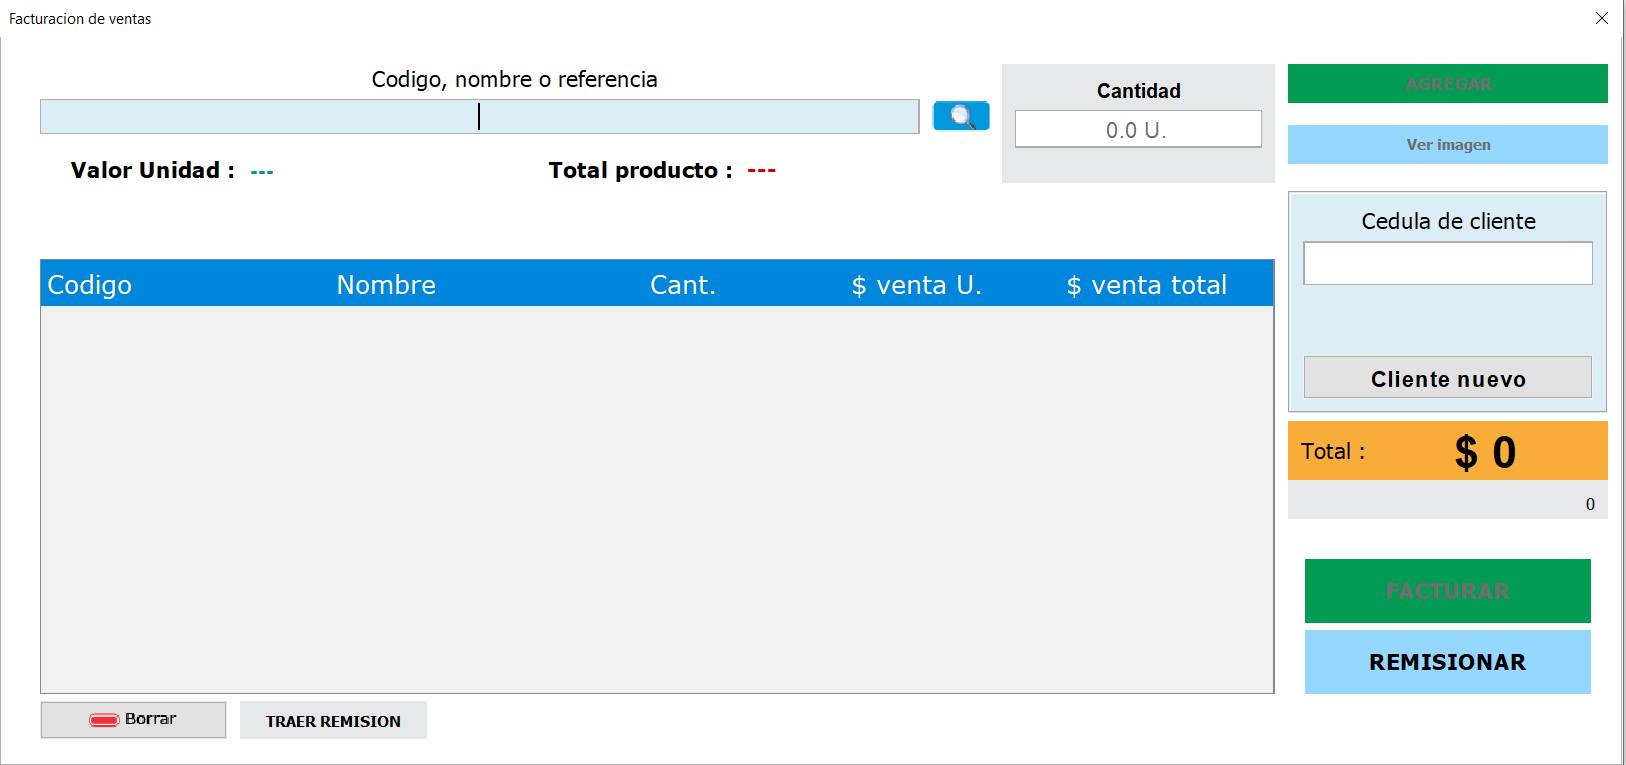 Facturacion de ventas
Codigo, nombre o referencia
Cantidad
0.0 U.
AGREGAR
Ver imagen
Valor Unidad : ---
Total producto : ---
Cedula de cliente
Cliente nuevo
Codigo Nombre Cant. $ venta U. $ venta total
Total : $ 0
0
FACTURAR
REMISIONAR
Borrar
TRAER REMISION